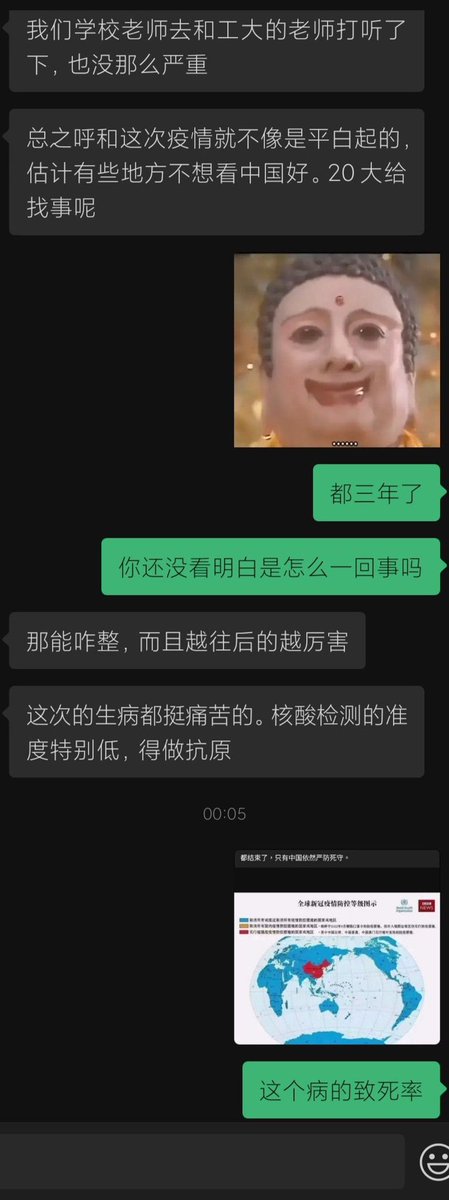 我们学校老师去和工大的老师打听了
下，也没那么严重
总之呼和这次疫情就不像是平白起的，
估计有些地方不想看中国好。20 大给
找事呢
都三年了
你还没看明白是怎么一回事吗
那能咋整，而且越往后的越厉害
这次的生病都挺痛苦的。核酸检测的准
度特别低，得做抗原
00:05
都结束了，只有中国依然严防死守。
全球新冠疫情防控等级图示
BBC
NEWS
这个病的致死率